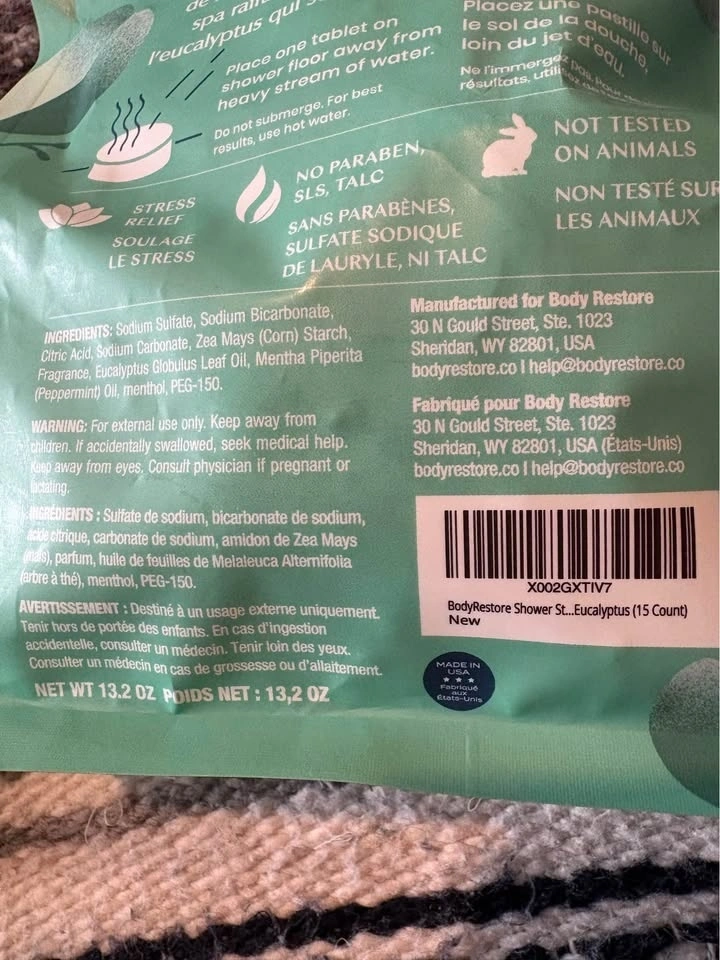 l'eucalyptus qui
Place one tablet on
shower floor away from
heavy stream of water.
Do not submerge. For best
results, use hot water.
Placez une pastille sur
le sol de la douche,
loin du jet d'eau.
Ne l'immergez pas. Pour
résultats, utilisez
STRESS
RELIEF
SOULAGE
LE STRESS
NO PARABEN,
SLS, TALC
SANS PARABÈNES,
SULFATE SODIQUE
DE LAURYLE, NI TALC
NOT TESTED
ON ANIMALS
NON TESTÉ SUR
LES ANIMAUX
INGREDIENTS: Sodium Sulfate, Sodium Bicarbonate,
Citric Acid, Sodium Carbonate, Zea Mays (Corn) Starch,
Fragrance, Eucalyptus Globulus Leaf Oil, Mentha Piperita
(Peppermint) Oil, menthol, PEG-150.
WARNING: For external use only. Keep away from
children. If accidentally swallowed, seek medical help.
Keep away from eyes. Consult physician if pregnant or
lactating.
INGRÉDIENTS : Sulfate de sodium, bicarbonate de sodium,
acide citrique, carbonate de sodium, amidon de Zea Mays
(maïs), parfum, huile de feuilles de Melaleuca Alternifolia
(arbre à thé), menthol, PEG-150.
AVERTISSEMENT : Destiné à un usage externe uniquement.
Tenir hors de portée des enfants. En cas d'ingestion
accidentelle, consulter un médecin. Tenir loin des yeux.
Consulter un médecin en cas de grossesse ou d'allaitement.
NET WT 13.2 OZ POIDS NET : 13,2 OZ
Manufactured for Body Restore
30 N Gould Street, Ste. 1023
Sheridan, WY 82801, USA
bodyrestore.co I help@bodyrestore.co
Fabriqué pour Body Restore
30 N Gould Street, Ste. 1023
Sheridan, WY 82801, USA (États-Unis)
bodyrestore.co I help@bodyrestore.co
X002GXTIV7
BodyRestore Shower St...Eucalyptus (15 Count)
New
MADE IN
USA
Fabriqué
aux
États-Unis